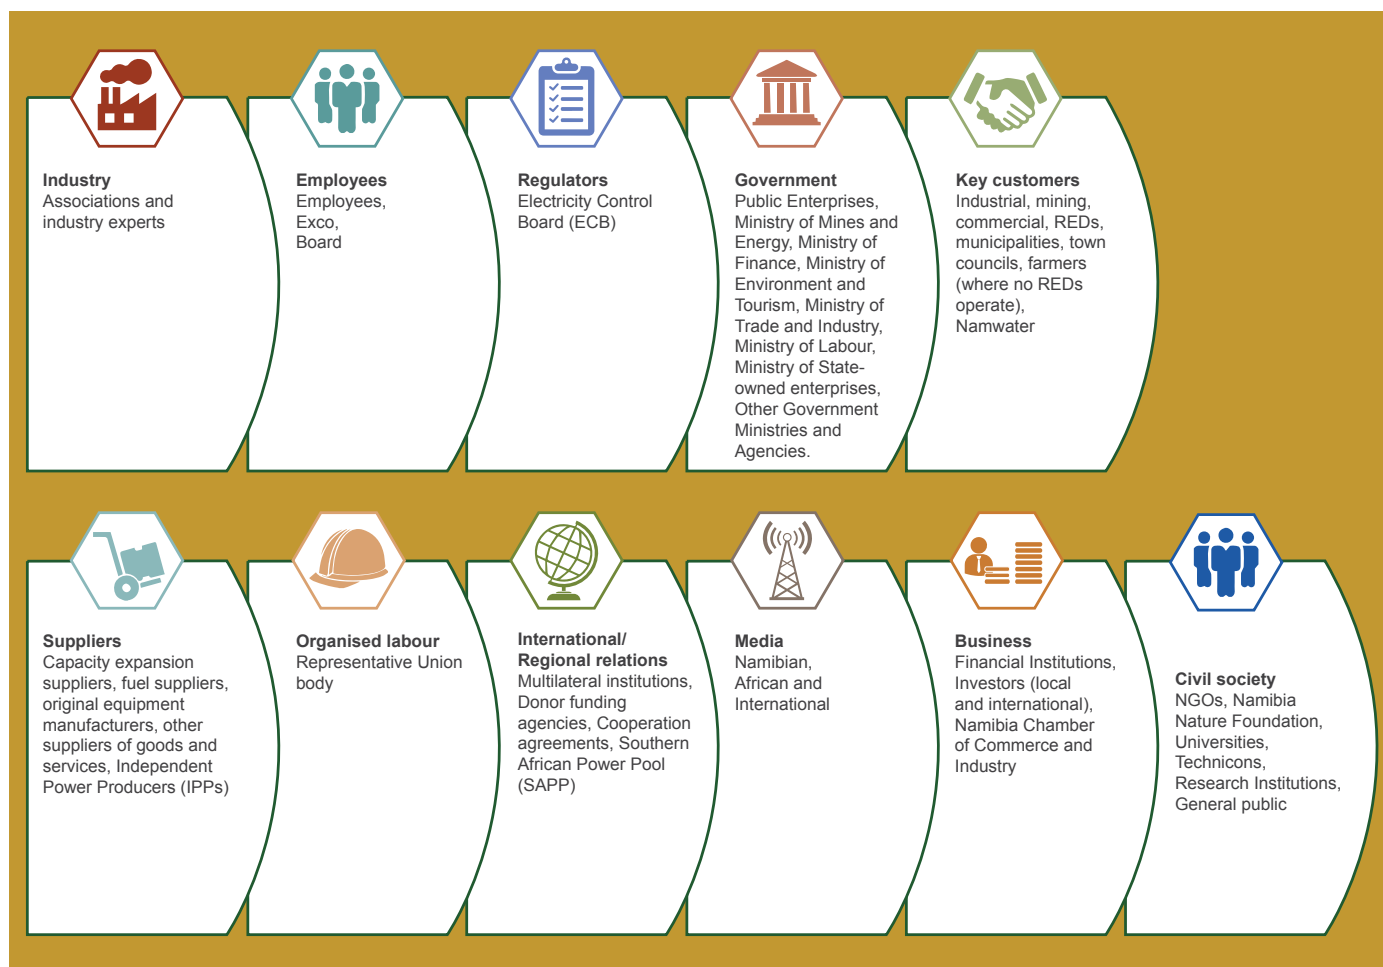 Industry
Associations and
industry experts
Employees
Employees,
Exco,
Board
Regulators
Electricity Control
Board (ECB)
Government
Public Enterprises,
Ministry of Mines and
Energy, Ministry of
Finance, Ministry of
Environment and
Tourism, Ministry of
Trade and Industry,
Ministry of Labour,
Ministry of State-
owned enterprises,
Other Government
Ministries and
Agencies.
Key customers
Industrial, mining,
commercial, REDs,
municipalities, town
councils, farmers
(where no REDs
operate),
Namwater
Suppliers
Capacity expansion
suppliers, fuel suppliers,
original equipment
manufacturers, other
suppliers of goods and
services, Independent
Power Producers (IPPs)
Organised labour
Representative Union
body
International/
Regional relations
Multilateral institutions,
Donor funding
agencies, Cooperation
agreements, Southern
African Power Pool
(SAPP)
Media
Namibian,
African and
International
Business
Financial Institutions,
Investors (local
and international),
Namibia Chamber
of Commerce and
Industry
Civil society
NGOs, Namibia
Nature Foundation,
Universities,
Technicons,
Research Institutions,
General public